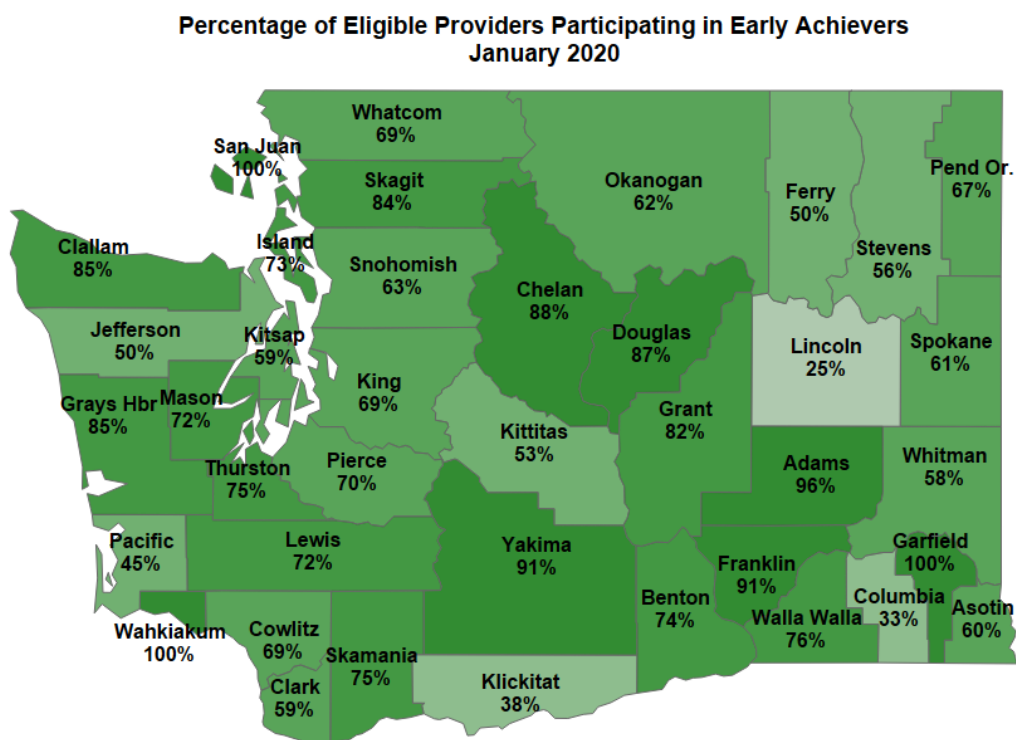 Percentage of Eligible Providers Participating in Early Achievers
January 2020
Whatcom
69%
San Juan
100%
Skagit
84%
Okanogan
62%
Ferry
50%
Pend Or.
67%
Stevens
56%
Clallam
85%
Island
73%
Snohomish
63%
Chelan
88%
Douglas
87%
Jefferson
50%
Kitsap
59%
Lincoln
25%
Spokane
61%
King
69%
Grays Hbr
85%
Mason
72%
Grant
82%
Kittitas
53%
Adams
96%
Whitman
58%
Thurston
75%
Pierce
70%
Pacific
45%
Lewis
72%
Yakima
91%
Garfield
100%
Franklin
91%
Benton
74%
Columbia
33%
Asotin
60%
Walla Walla
76%
Wahkiakum
100%
Cowlitz
69%
Skamania
75%
Clark
59%
Klickitat
38%